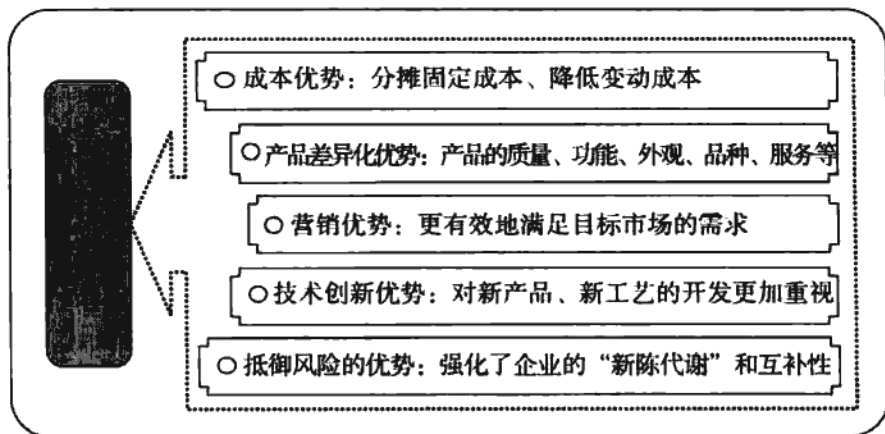 ○ 成本优势：分摊固定成本、降低变动成本
○ 产品差异化优势：产品的质量、功能、外观、品种、服务等
○ 营销优势：更有效地满足目标市场的需求
○ 技术创新优势：对新产品、新工艺的开发更加重视
○ 抵御风险的优势：强化了企业的“新陈代谢”和互补性